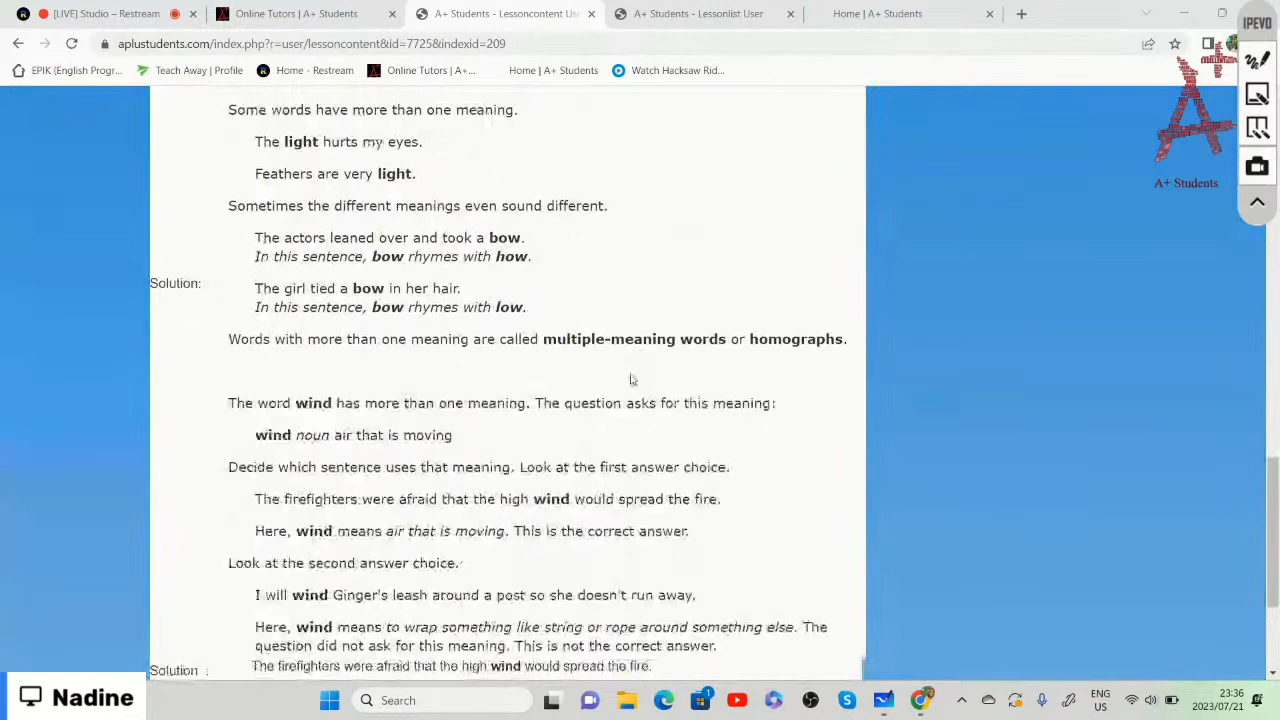 [LIVE] Studio – Restream
Online Tutors | A+ Students
A+ Students - Lessoncontent Use
A+ Students - Lessonlist User
Home | A+ Students
aplustudents.com/index.php?r=user/lessoncontent&id=7725&indexid=209
EPIK (English Progr...
Teach Away | Profile
Home - Restream
Online Tutors | A+...
Home | A+ Students
Watch Hacksaw Rid...
IPEVO
A+
A+ Students
Some words have more than one meaning.
The light hurts my eyes.
Feathers are very light.
Sometimes the different meanings even sound different.
The actors leaned over and took a bow.
In this sentence, bow rhymes with how.
Solution:
The girl tied a bow in her hair.
In this sentence, bow rhymes with low.
Words with more than one meaning are called multiple-meaning words or homographs.
The word wind has more than one meaning. The question asks for this meaning:
wind noun air that is moving
Decide which sentence uses that meaning. Look at the first answer choice.
The firefighters were afraid that the high wind would spread the fire.
Here, wind means air that is moving. This is the correct answer.
Look at the second answer choice.
I will wind Ginger's leash around a post so she doesn't run away.
Here, wind means to wrap something like string or rope around something else. The
question did not ask for this meaning. This is not the correct answer.
Solution :
The firefighters were afraid that the high wind would spread the fire.
Nadine
Search
1
ENG
US
23:36
2023/07/21